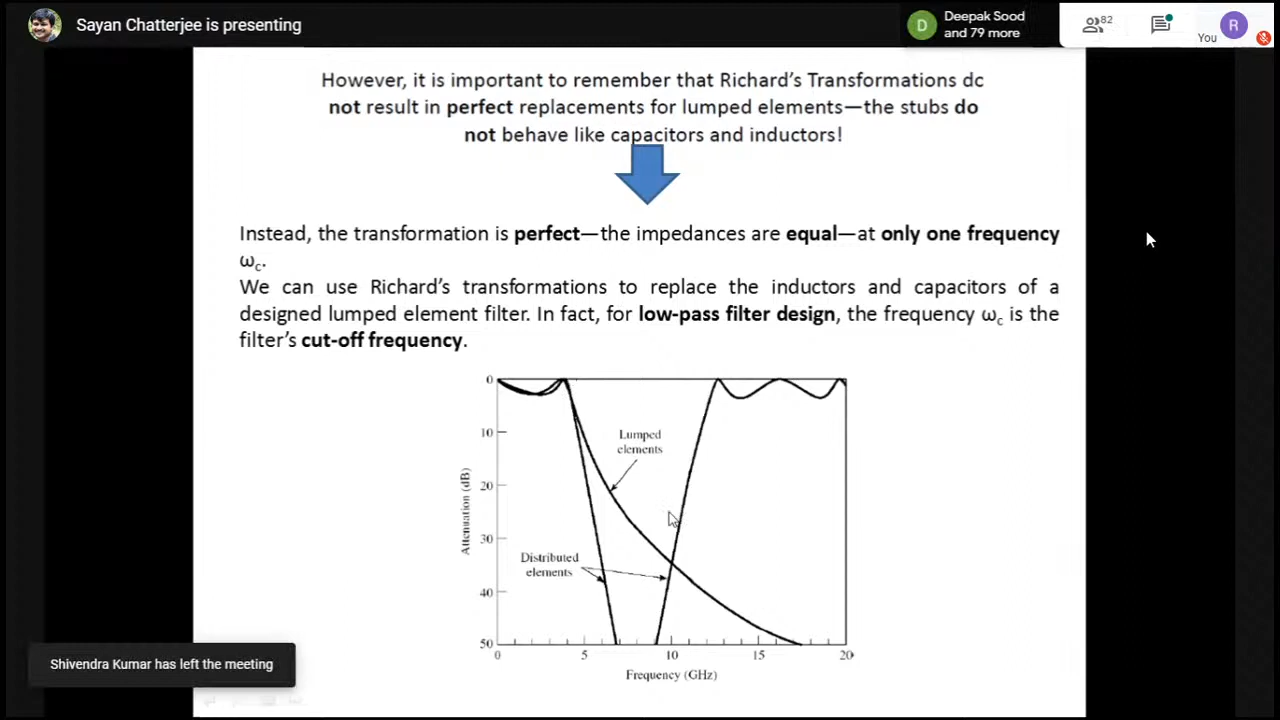 Sayan Chatterjee is presenting
D
Deepak Sood
and 79 more
82
You
R
However, it is important to remember that Richard's Transformations dc
not result in perfect replacements for lumped elements—the stubs do
not behave like capacitors and inductors!
Instead, the transformation is perfect—the impedances are equal—at only one frequency
ωc.
We can use Richard's transformations to replace the inductors and capacitors of a
designed lumped element filter. In fact, for low-pass filter design, the frequency ωc is the
filter's cut-off frequency.
0
10
20
30
40
50
Attenuation (dB)
Lumped
elements
Distributed
elements
0 5 10 15 20
Frequency (GHz)
Shivendra Kumar has left the meeting